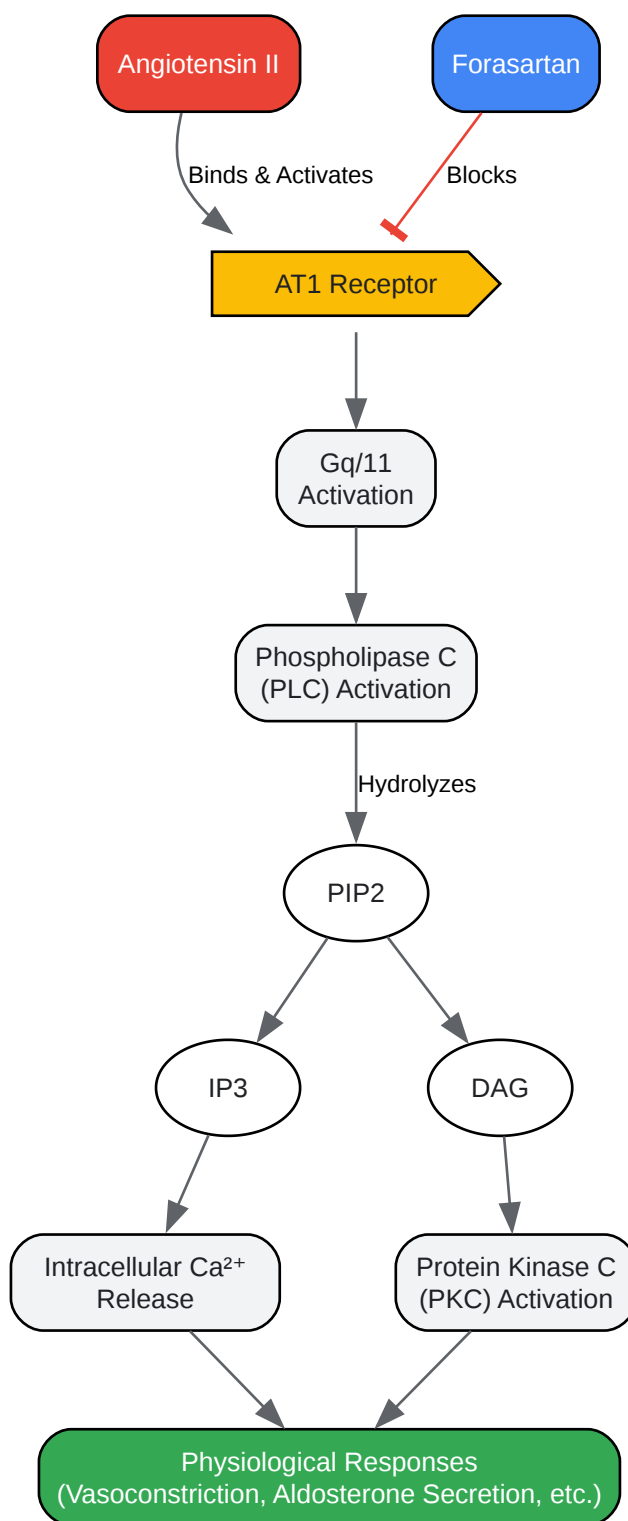 Angiotensin II
Forasartan
Binds & Activates
Blocks
AT1 Receptor
Gq/11
Activation
Phospholipase C
(PLC) Activation
Hydrolyzes
PIP2
IP3
DAG
Intracellular Ca²⁺
Release
Protein Kinase C
(PKC) Activation
Physiological Responses
(Vasoconstriction, Aldosterone Secretion, etc.)